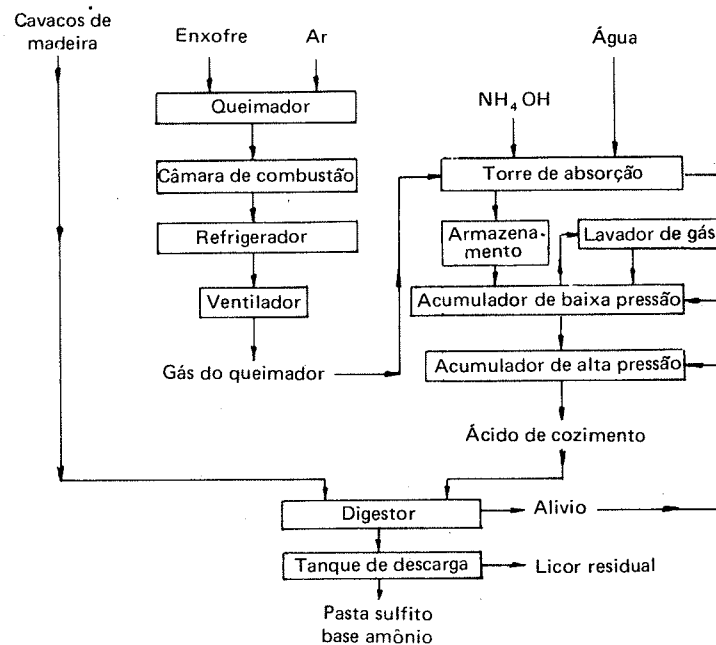 Cavacos de
madeira
Enxofre
Ar
Água
NH₄OH
Queimador
Câmara de combustão
Torre de absorção
Refrigerador
Armazena-
mento
Lavador de gás
Ventilador
Acumulador de baixa pressão
Gás do queimador
Acumulador de alta pressão
Ácido de cozimento
Digestor
Alivio
Tanque de descarga
Licor residual
Pasta sulfito
base amônio